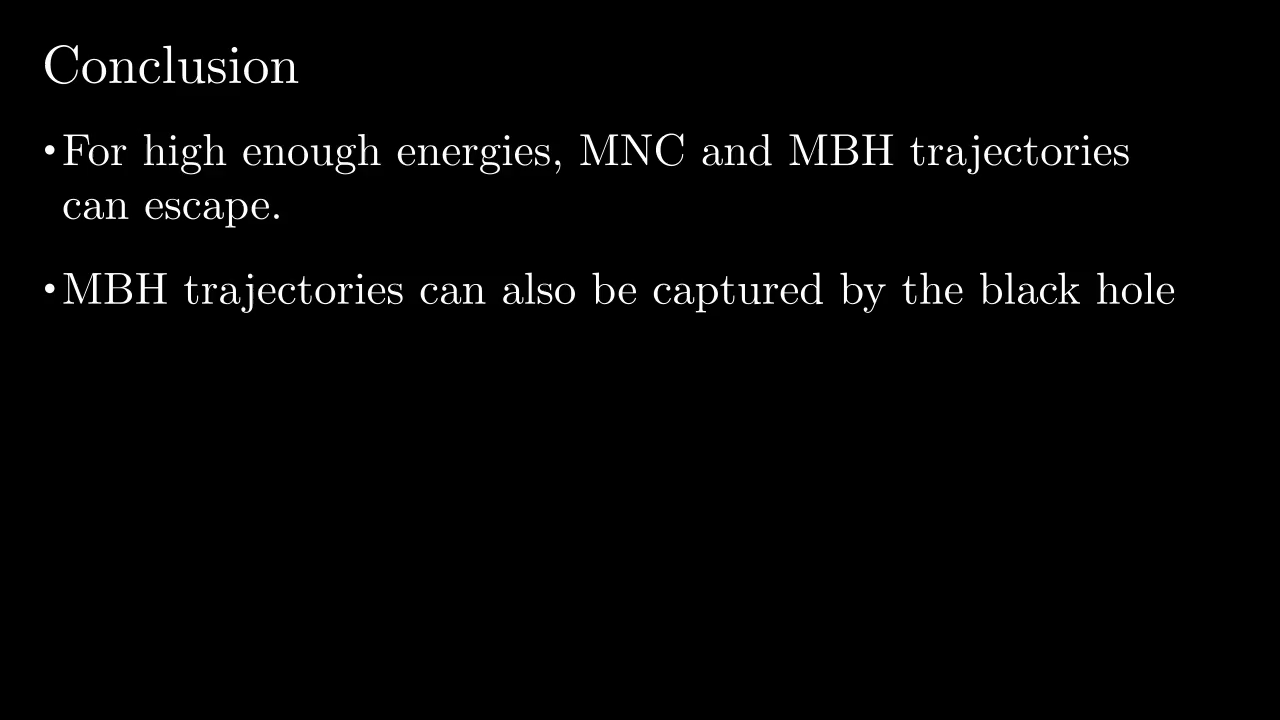 Conclusion
•For high enough energies, MNC and MBH trajectories
can escape.
•MBH trajectories can also be captured by the black hole